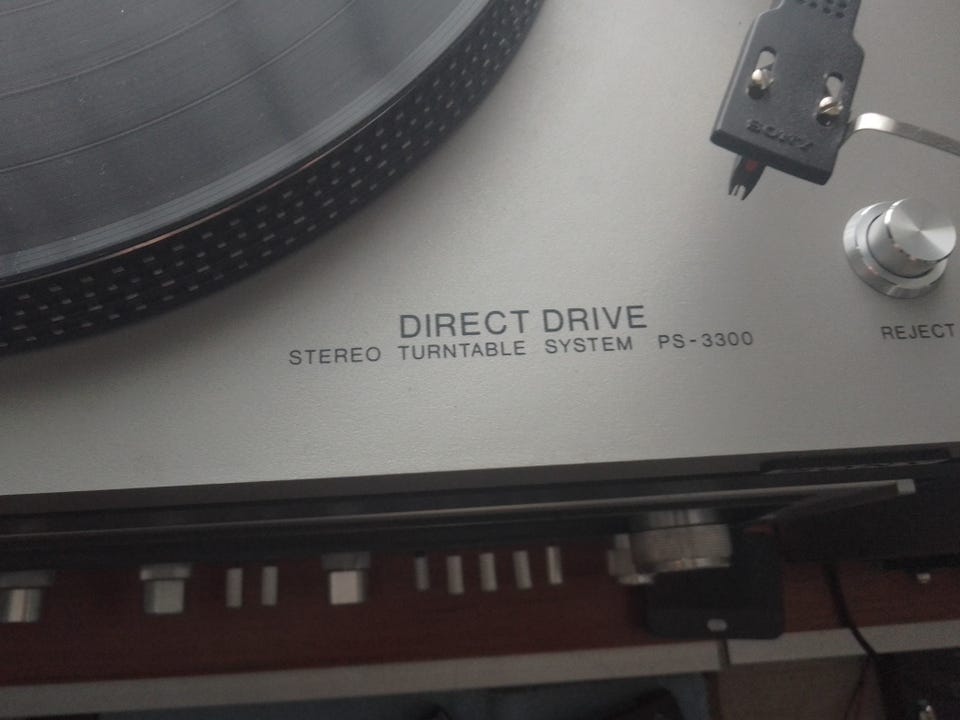 SONY
DIRECT DRIVE
STEREO TURNTABLE SYSTEM PS-3300
REJECT